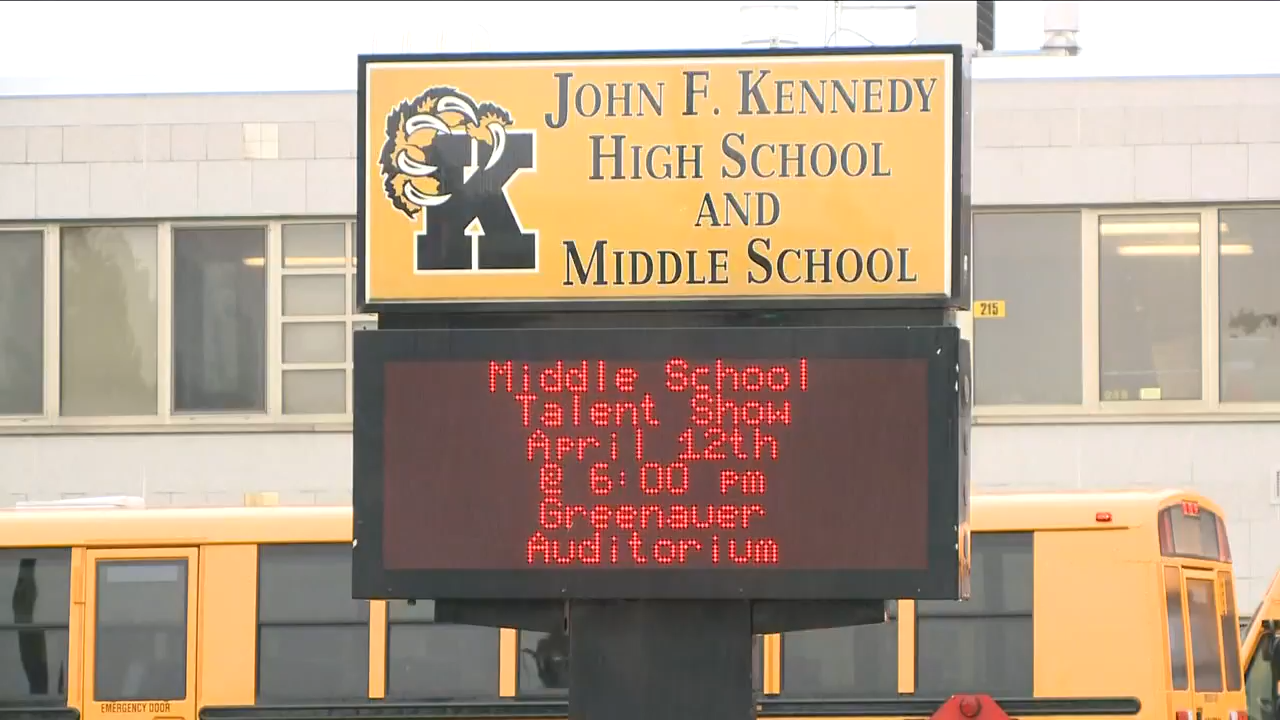 John F. Kennedy
High School
and
Middle School
K
215
Middle School
Talent Show
April 12th
@ 6:00 pm
Greenauer
Auditorium
EMERGENCY DOOR